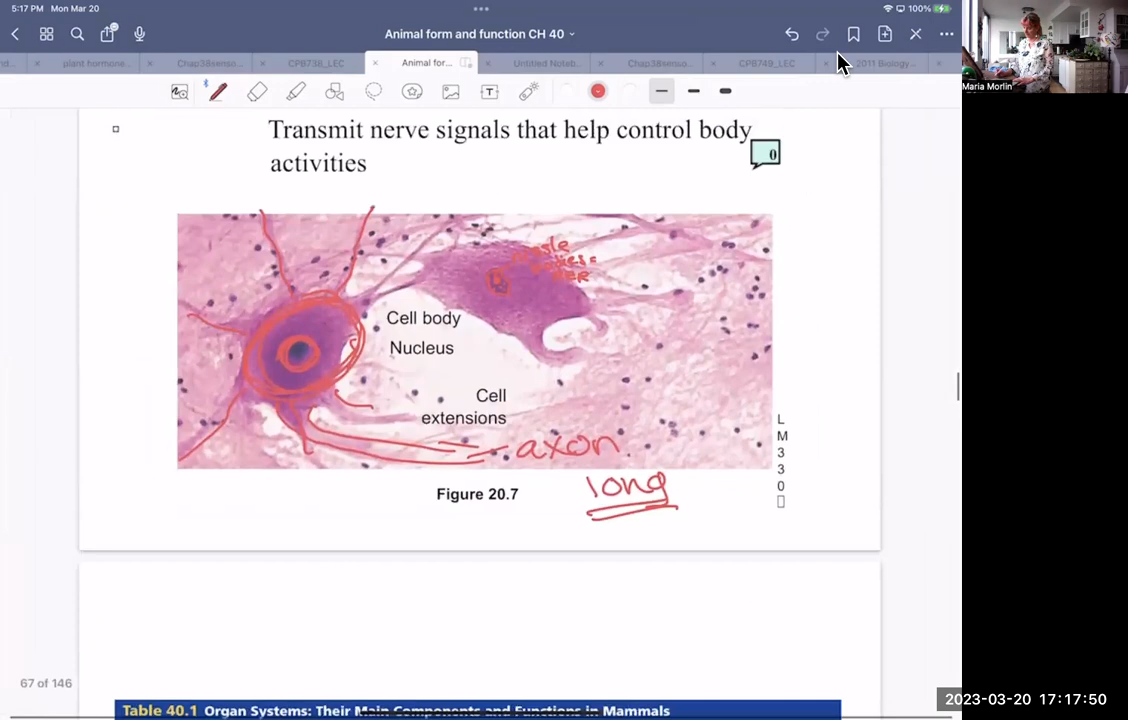 5:17 PM Mon Mar 20
100%
Animal form and function CH 40
plant hormone...
Chap38senso...
CPB738_LEC
Animal for...
Untitled Noteb...
Chap38senso...
CPB749_LEC
2011 Biology...
Maria Morlin
Transmit nerve signals that help control body
activities
0
Cell body
Nucleus
Cell
extensions
axon.
long
L
M
3
3
0
Figure 20.7
67 of 146
Table 40.1 Organ Systems: Their Main Components and Functions in Mammals
2023-03-20 17:17:50